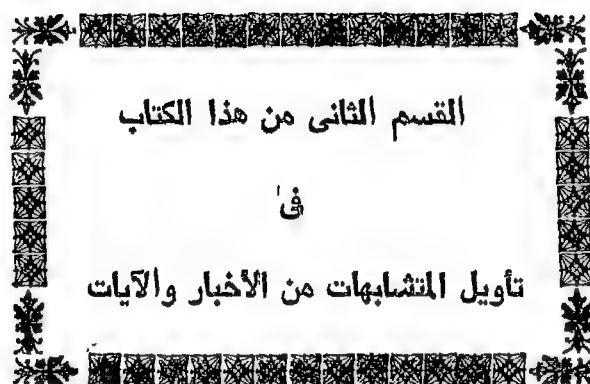 القسم الثانى من هذا الكتاب
فى
تأويل المتشابهات من الأخبار والآيات